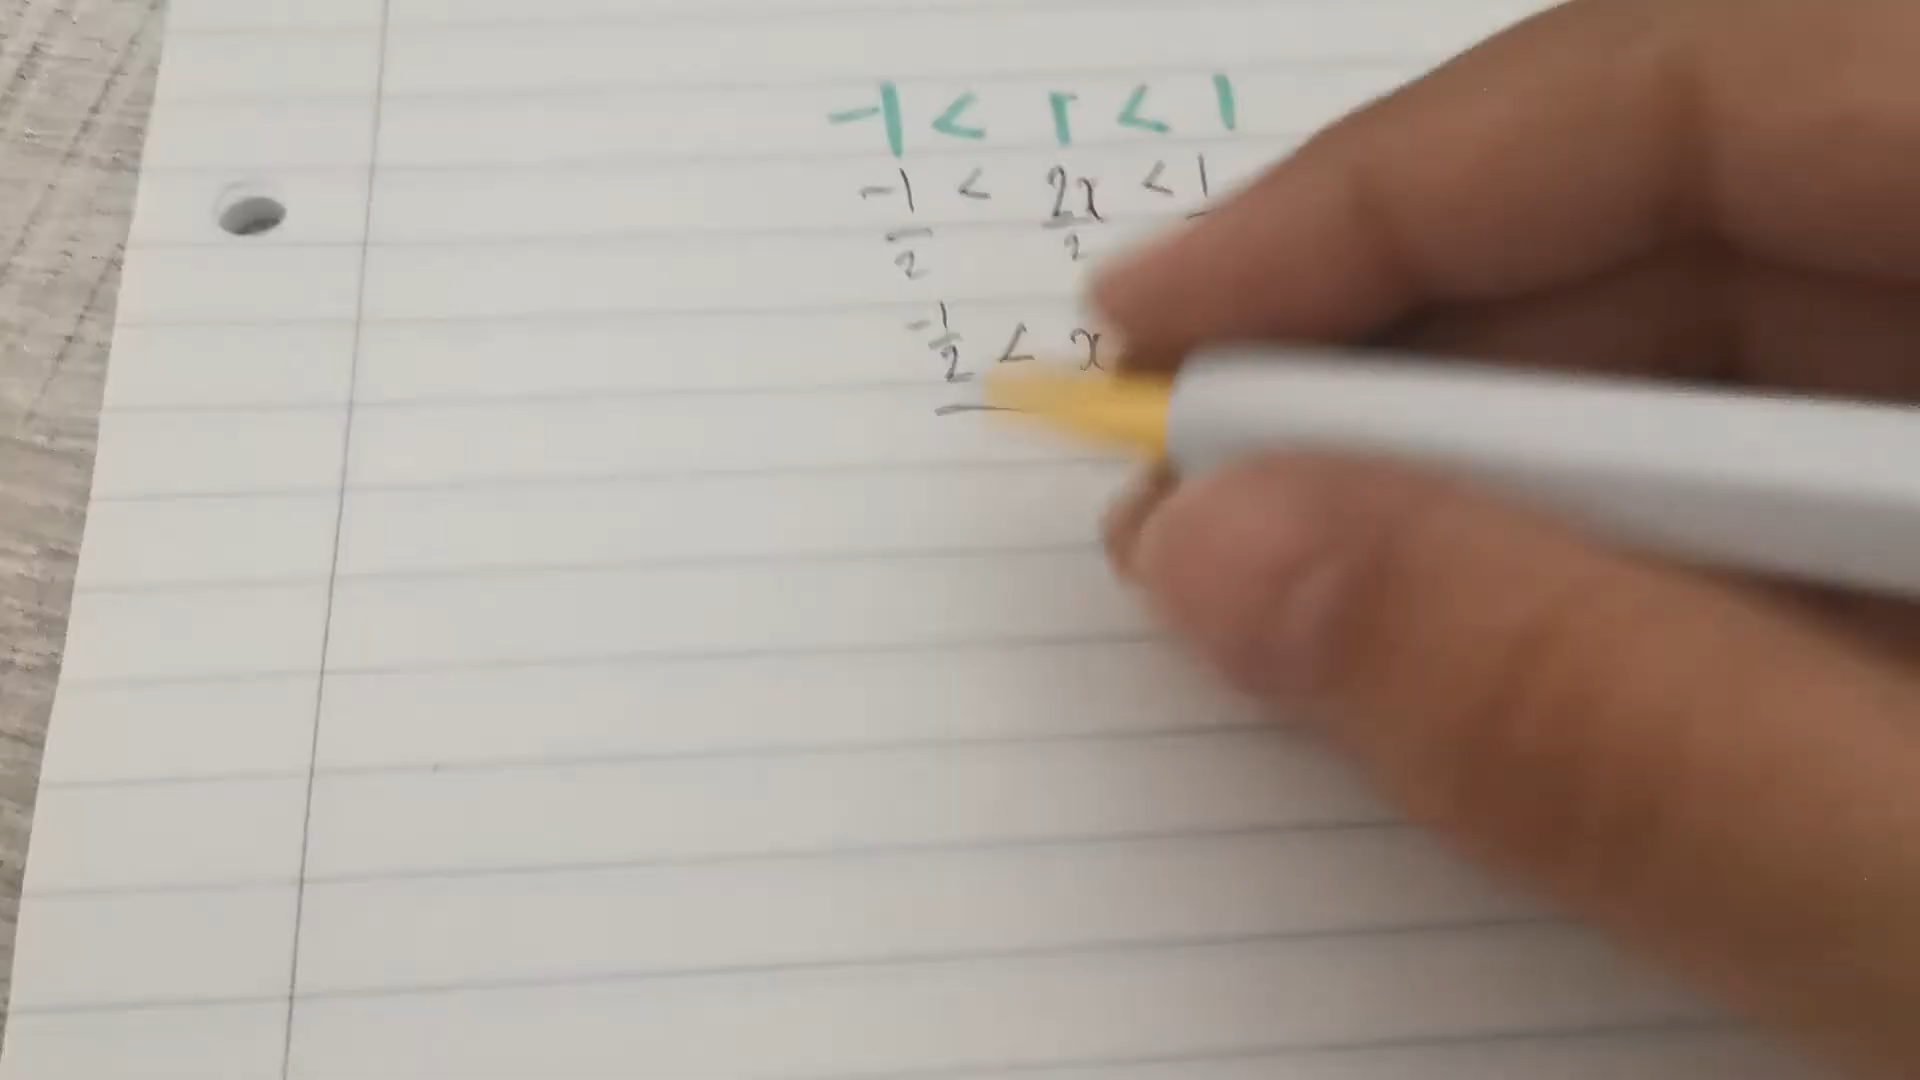 -1 < r < 1
-1/2 < 2x/2 < 1
-1/2 < x